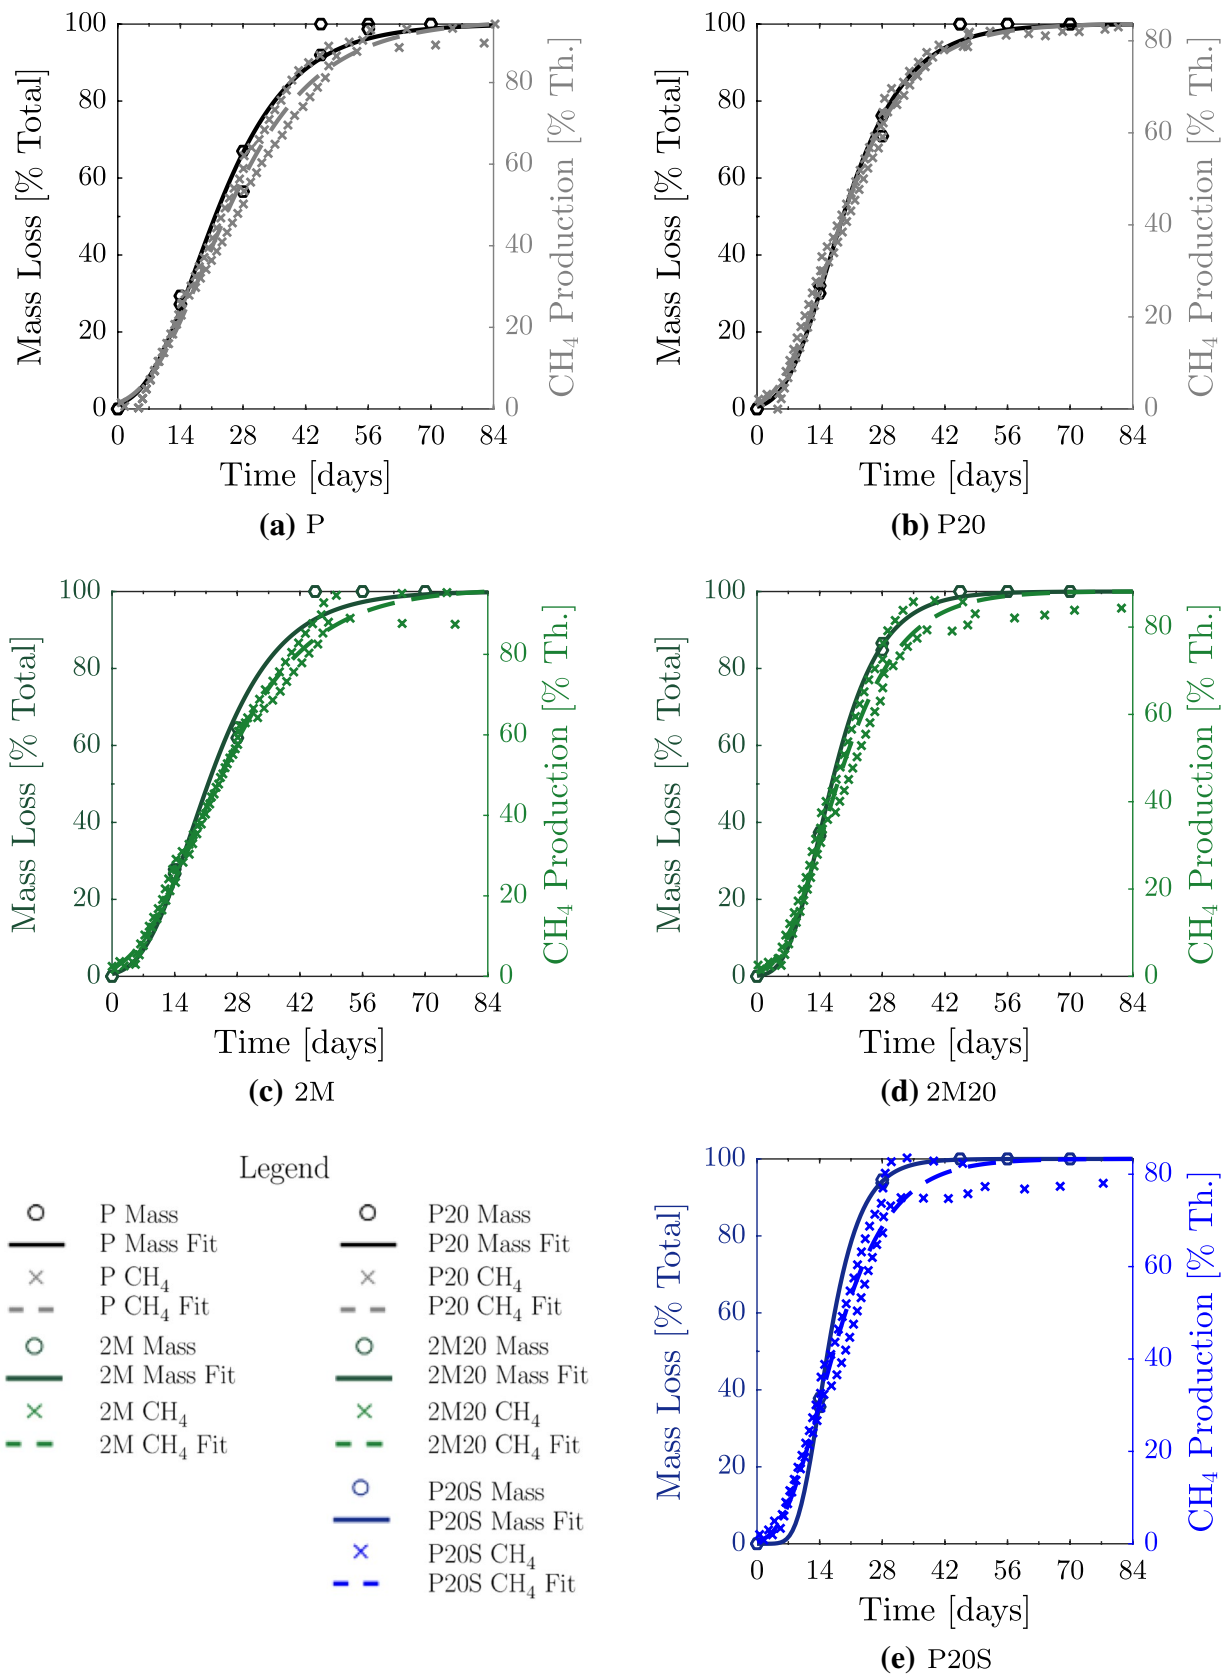 100
80
60
40
20
0
Mass Loss [% Total]
80
60
40
20
0
CH₄ Production [% Th.]
0 14 28 42 56 70 84
Time [days]
(a) P
100
80
60
40
20
0
Mass Loss [% Total]
80
60
40
20
0
CH₄ Production [% Th.]
0 14 28 42 56 70 84
Time [days]
(b) P20
100
80
60
40
20
0
Mass Loss [% Total]
80
60
40
20
0
CH₄ Production [% Th.]
0 14 28 42 56 70 84
Time [days]
(c) 2M
100
80
60
40
20
0
Mass Loss [% Total]
80
60
40
20
0
CH₄ Production [% Th.]
0 14 28 42 56 70 84
Time [days]
(d) 2M20
Legend
P Mass
P Mass Fit
P CH₄
P CH₄ Fit
2M Mass
2M Mass Fit
2M CH₄
2M CH₄ Fit
P20 Mass
P20 Mass Fit
P20 CH₄
P20 CH₄ Fit
2M20 Mass
2M20 Mass Fit
2M20 CH₄
2M20 CH₄ Fit
P20S Mass
P20S Mass Fit
P20S CH₄
P20S CH₄ Fit
100
80
60
40
20
0
Mass Loss [% Total]
80
60
40
20
0
CH₄ Production [% Th.]
0 14 28 42 56 70 84
Time [days]
(e) P20S